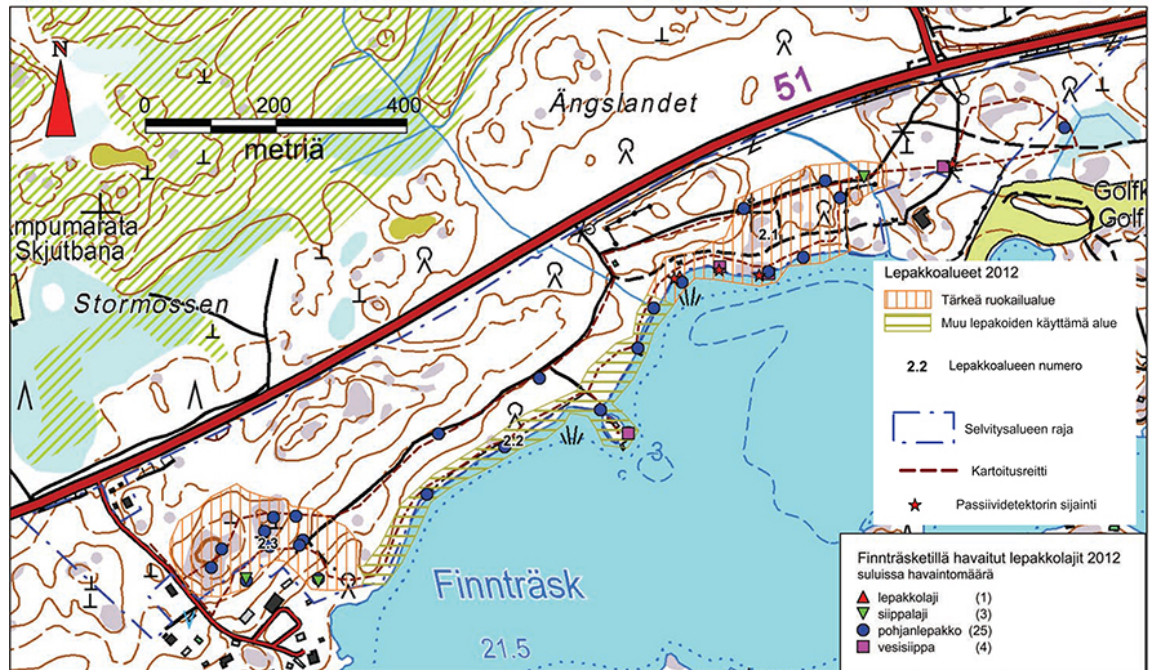 N
0 200 400
metriä
Ängslandet
51
mpumarata
Skjutbana
Stormossen
Golfk
Golf
2.1
2.2
2.3
3
Finnträsk
21.5
Lepakkoalueet 2012
Tärkeä ruokailualue
Muu lepakoiden käyttämä alue
2.2 Lepakkoalueen numero
Selvitysalueen raja
Kartoitusreitti
Passiividetektorin sijainti
Finnträsketillä havaitut lepakkolajit 2012
suluissa havaintomäärä
lepakkolaji (1)
siippalaji (3)
pohjanlepakko (25)
vesisiippa (4)